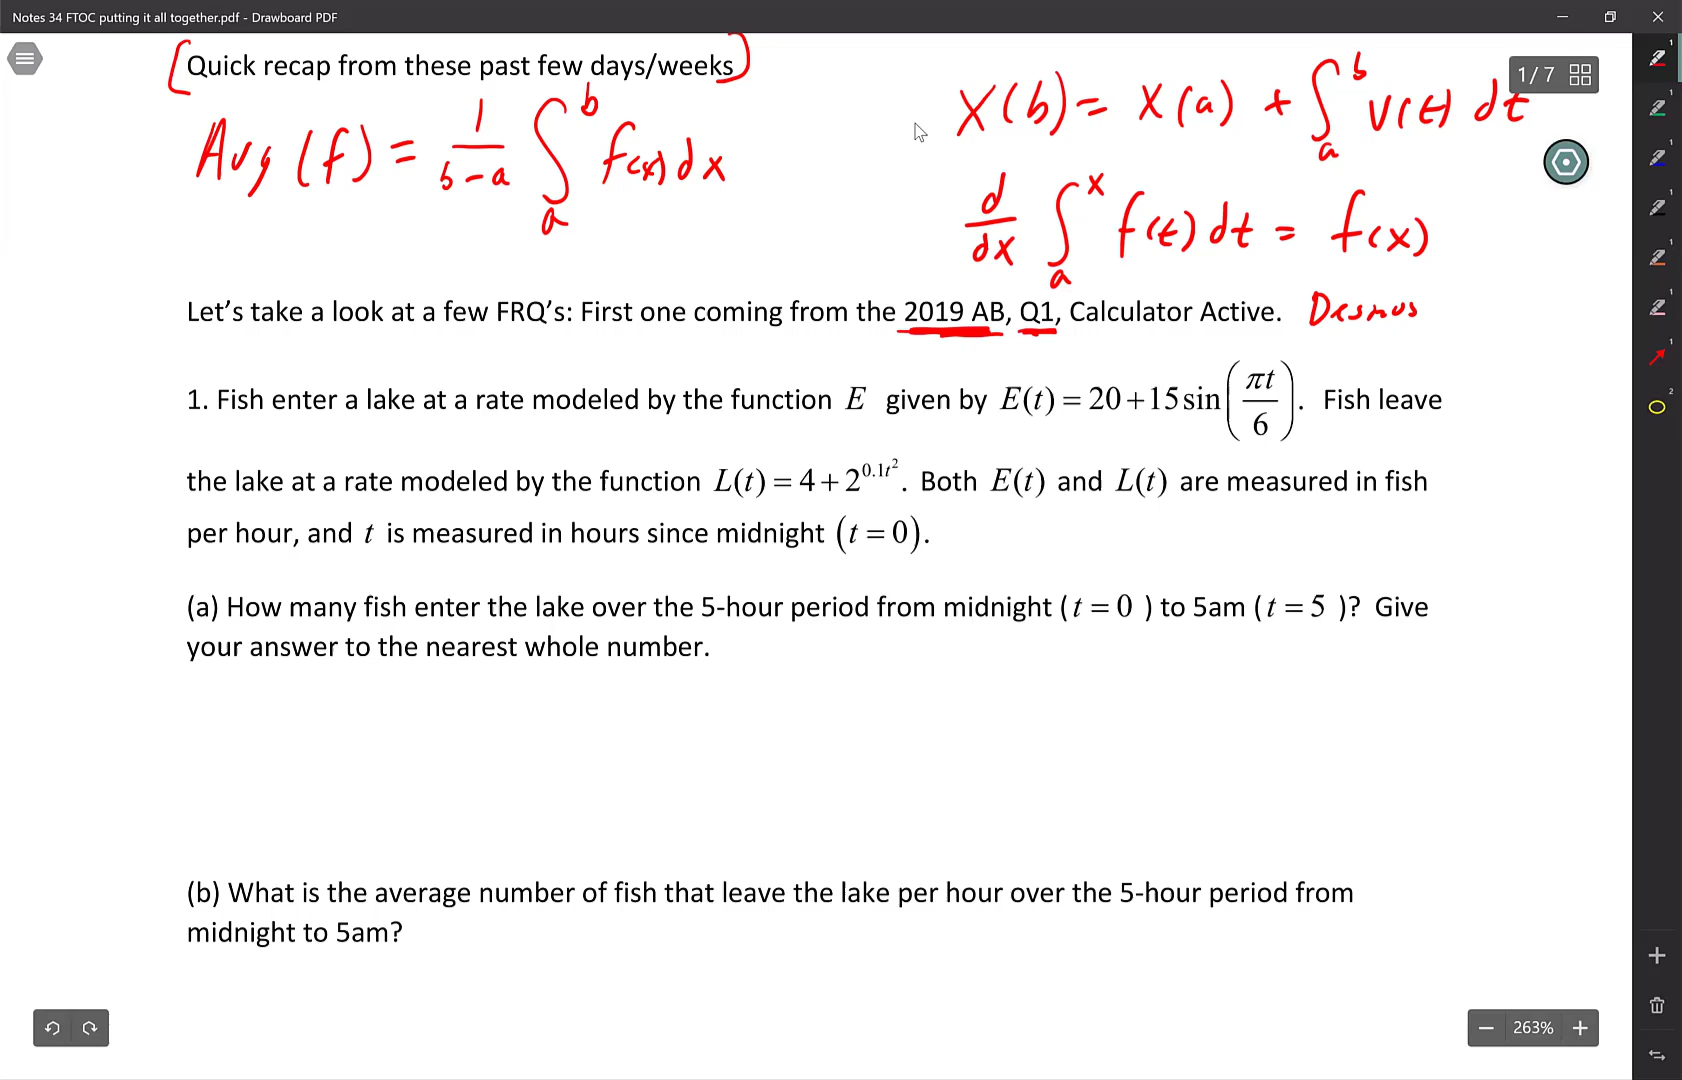 Notes 34 FTOC putting it all together.pdf - Drawboard PDF
(Quick recap from these past few days/weeks)
1 / 7
Avg (f) = 1/(b-a) ∫_a^b f(x) dx
X(b) = X(a) + ∫_a^b v(t) dt
d/dx ∫_a^x f(t) dt = f(x)
Let's take a look at a few FRQ's: First one coming from the 2019 AB, Q1, Calculator Active. Desmos
1. Fish enter a lake at a rate modeled by the function E given by E(t) = 20 + 15 sin(πt/6). Fish leave
the lake at a rate modeled by the function L(t) = 4 + 2^(0.1t^2). Both E(t) and L(t) are measured in fish
per hour, and t is measured in hours since midnight (t = 0).
(a) How many fish enter the lake over the 5-hour period from midnight (t = 0 ) to 5am (t = 5 )? Give
your answer to the nearest whole number.
(b) What is the average number of fish that leave the lake per hour over the 5-hour period from
midnight to 5am?
263%